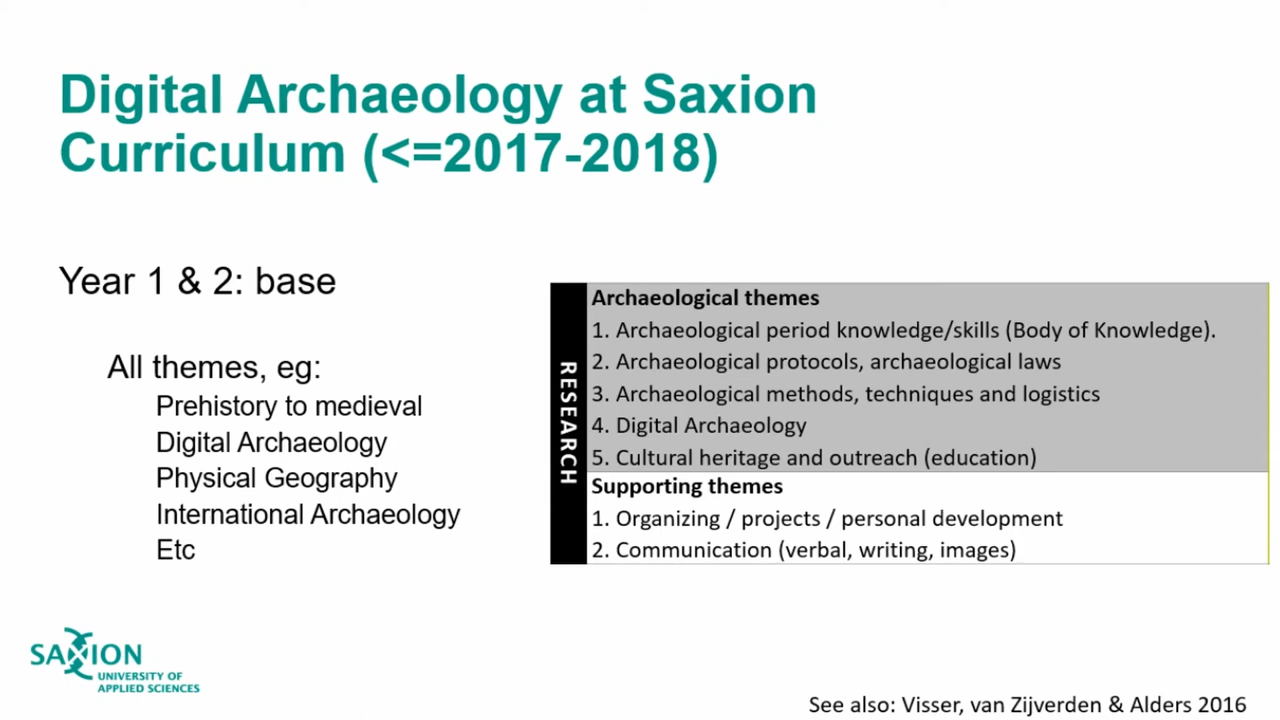 Digital Archaeology at Saxion
Curriculum (<=2017-2018)
Year 1 & 2: base
All themes, eg:
Prehistory to medieval
Digital Archaeology
Physical Geography
International Archaeology
Etc
RESEARCH
Archaeological themes
1. Archaeological period knowledge/skills (Body of Knowledge).
2. Archaeological protocols, archaeological laws
3. Archaeological methods, techniques and logistics
4. Digital Archaeology
5. Cultural heritage and outreach (education)
Supporting themes
1. Organizing / projects / personal development
2. Communication (verbal, writing, images)
SAXION
UNIVERSITY OF
APPLIED SCIENCES
See also: Visser, van Zijverden & Alders 2016